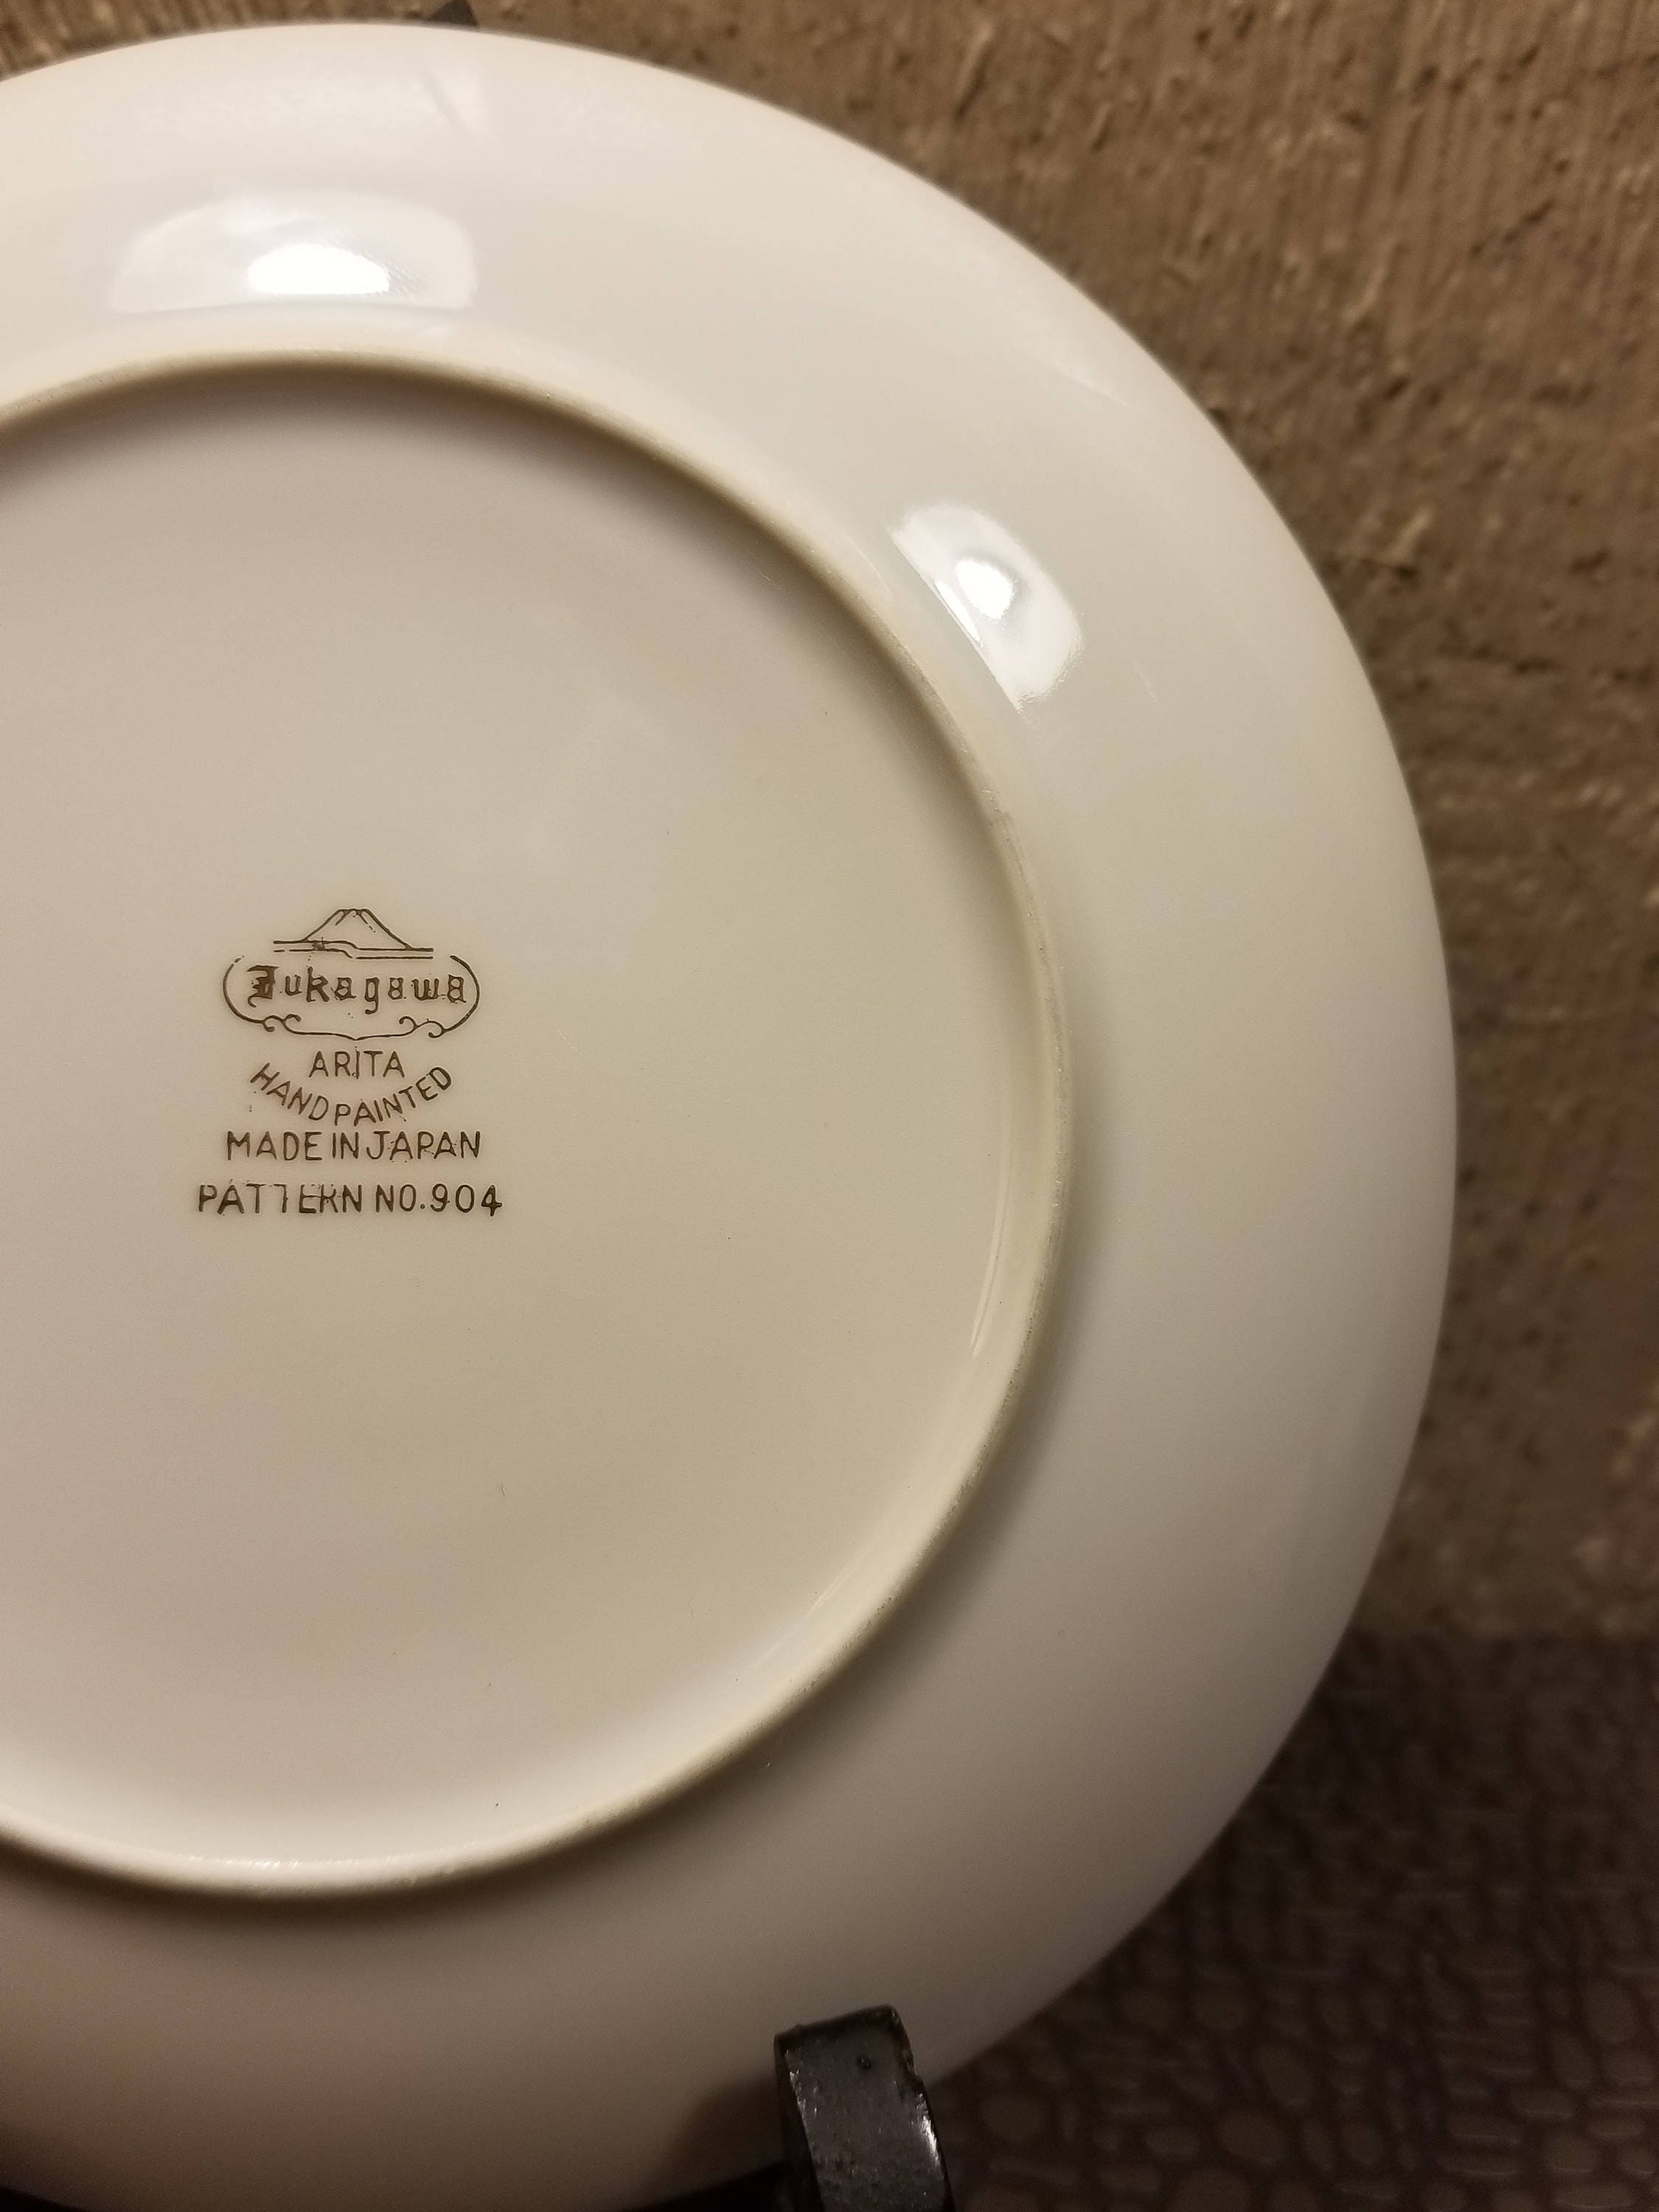 Fukagawa
ARITA
HAND PAINTED
MADE IN JAPAN
PATTERN NO.904